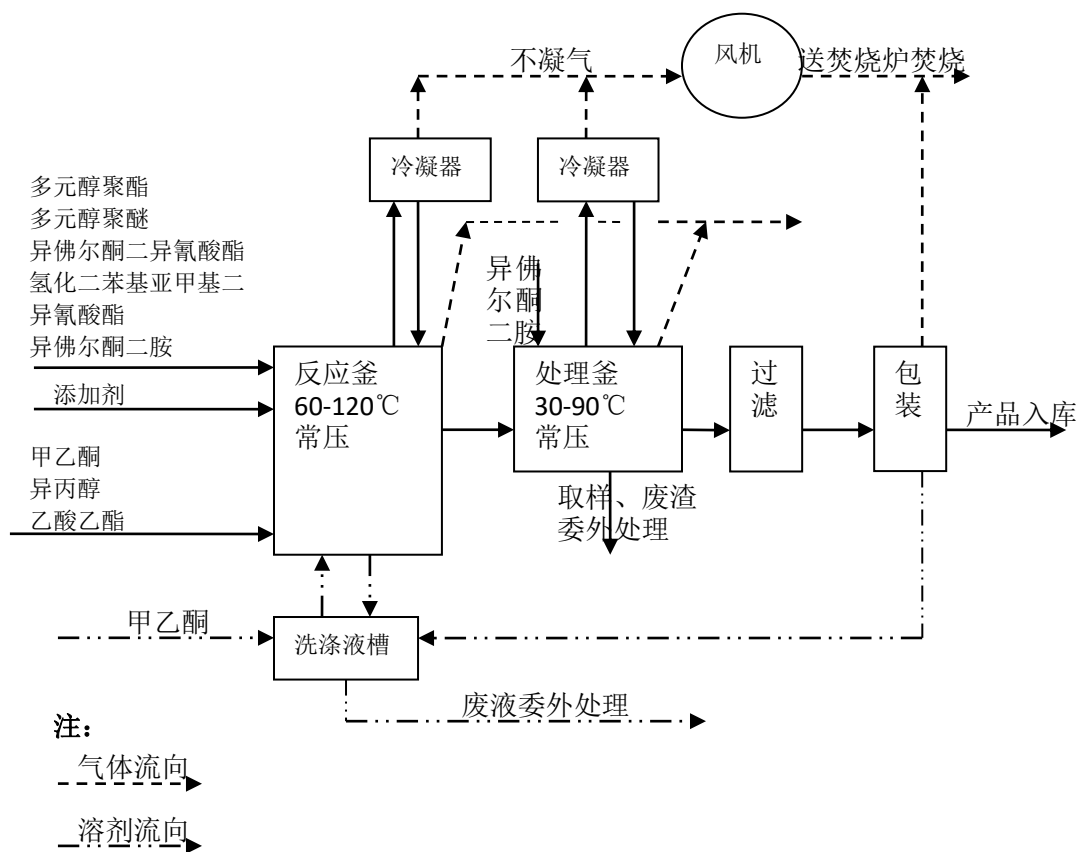 不凝气
风机
送焚烧炉焚烧
冷凝器
冷凝器
多元醇聚酯
多元醇聚醚
异佛尔酮二异氰酸酯
氢化二苯基亚甲基二
异氰酸酯
异佛尔酮二胺
添加剂
甲乙酮
异丙醇
乙酸乙酯
反应釜
60-120℃
常压
异佛
尔酮
二胺
处理釜
30-90℃
常压
过
滤
包
装
产品入库
取样、废渣
委外处理
甲乙酮
洗涤液槽
废液委外处理
注：
气体流向
溶剂流向